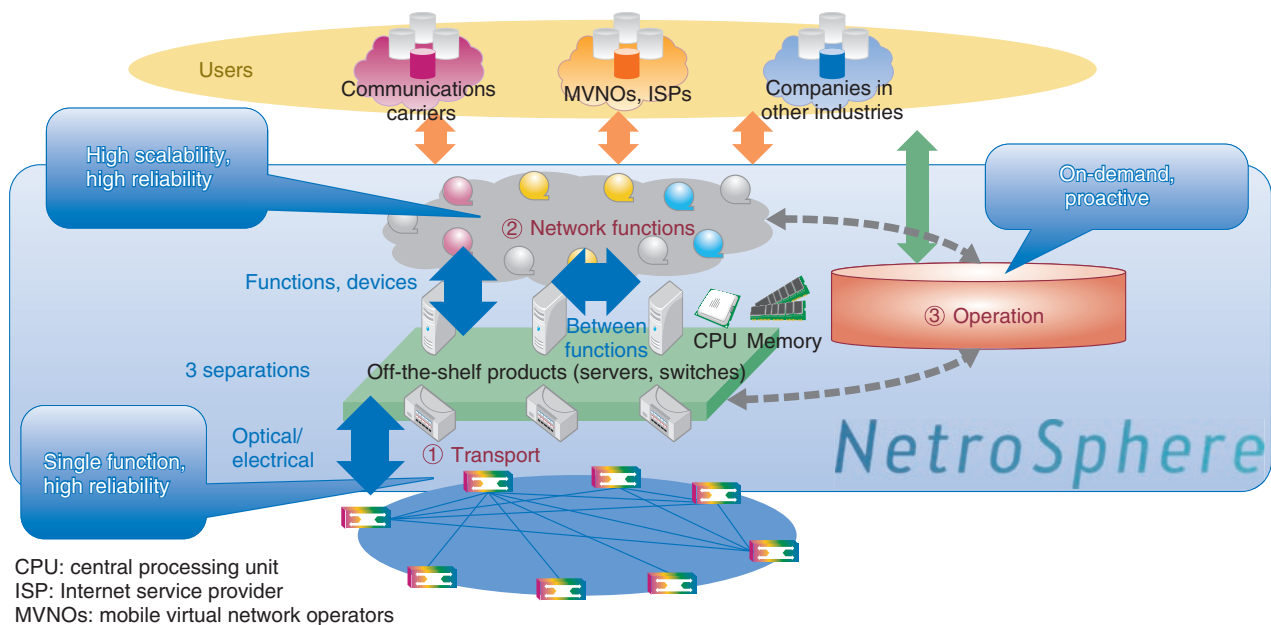 Users
Communications
carriers
MVNOs, ISPs
Companies in
other industries
High scalability,
high reliability
On-demand,
proactive
② Network functions
Functions, devices
Between
functions
CPU Memory
③ Operation
Off-the-shelf products (servers, switches)
3 separations
Optical/
electrical
① Transport
Single function,
high reliability
NetroSphere
CPU: central processing unit
ISP: Internet service provider
MVNOs: mobile virtual network operators